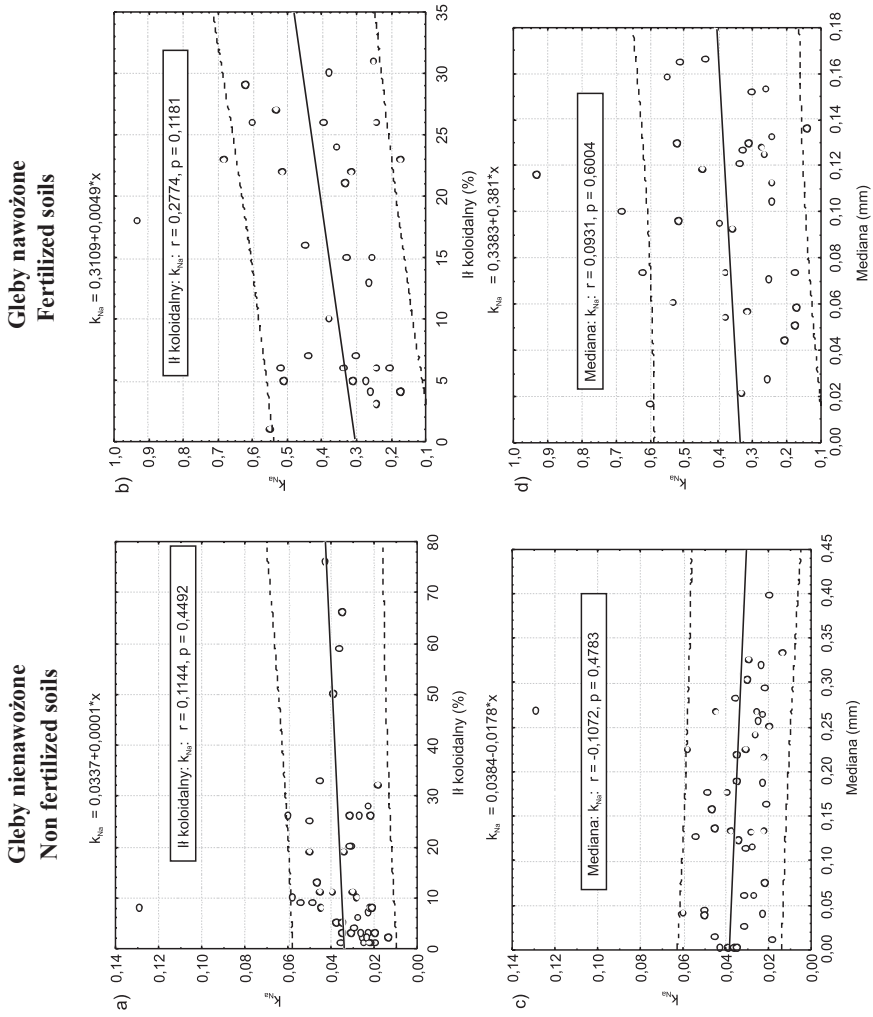 Gleby nienawożone
Non fertilized soils
Gleby nawożone
Fertilized soils
a)
k_Na = 0,0337+0,0001*x
Ił koloidalny: k_Na: r = 0,1144, p = 0,4492
k_Na
0,14
0,10
0,06
0,04
0,02
0,00
0
10
20
30
40
50
60
70
80
Ił koloidalny (%)
b)
k_Na = 0,3109+0,0049*x
Ił koloidalny: k_Na: r = 0,2774, p = 0,1181
k_Na
1,0
0,9
0,8
0,7
0,6
0,5
0,4
0,3
0,2
0,1
0
5
10
15
20
25
30
35
Ił koloidalny (%)
c)
k_Na = 0,0384-0,0178*x
Mediana: k_Na: r = −0,1072, p = 0,4783
k_Na
0,14
0,10
0,06
0,04
0,02
0,00
0,00
0,05
0,10
0,15
0,20
0,25
0,30
0,35
0,40
0,45
Mediana (mm)
d)
k_Na = 0,3383+0,381*x
Mediana: k_Na: r = 0,0931, p = 0,6004
k_Na
1,0
0,9
0,8
0,7
0,6
0,5
0,4
0,3
0,2
0,1
0,00
0,02
0,04
0,06
0,08
0,10
0,12
0,14
0,16
0,18
Mediana (mm)